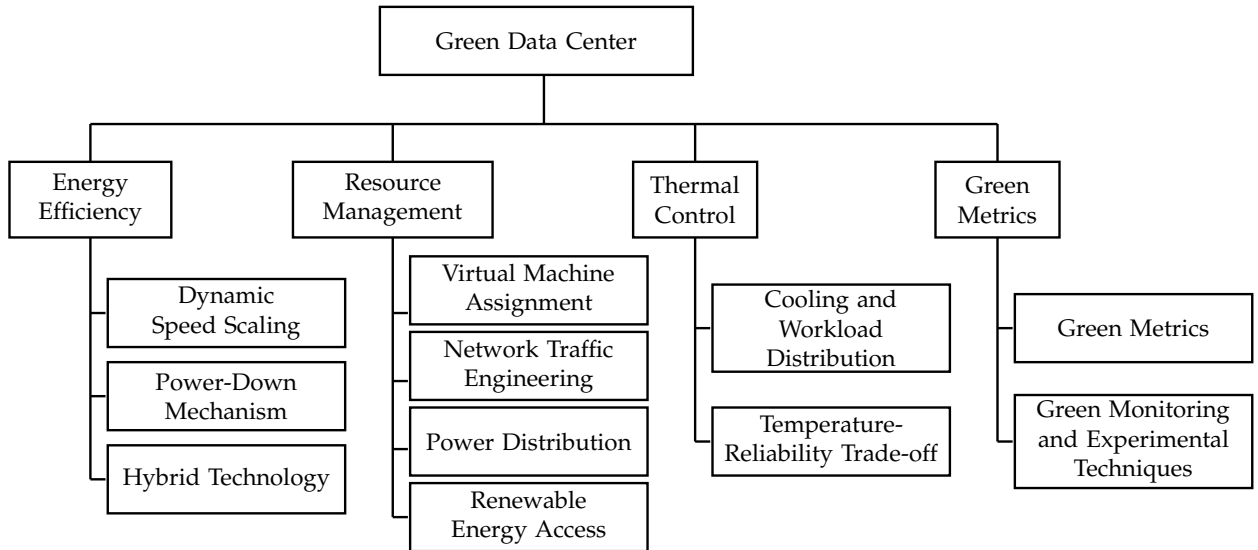 Green Data Center
Energy
Efficiency
Resource
Management
Thermal
Control
Green
Metrics
Dynamic
Speed Scaling
Power-Down
Mechanism
Hybrid Technology
Virtual Machine
Assignment
Network Traffic
Engineering
Power Distribution
Renewable
Energy Access
Cooling and
Workload
Distribution
Temperature-
Reliability Trade-off
Green Metrics
Green Monitoring
and Experimental
Techniques